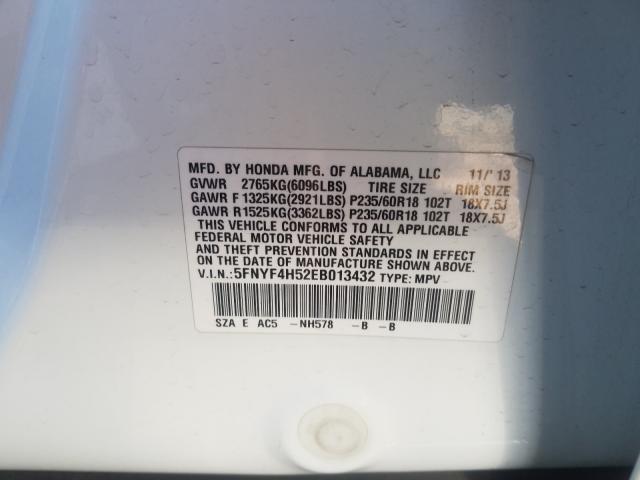 MFD. BY HONDA MFG. OF ALABAMA, LLC 11/' 13
GVWR 2765KG(6096LBS) TIRE SIZE RIM SIZE
GAWR F 1325KG(2921LBS) P235/60R18 102T 18X7.5J
GAWR R1525KG(3362LBS) P235/60R18 102T 18X7.5J
THIS VEHICLE CONFORMS TO ALL APPLICABLE
FEDERAL MOTOR VEHICLE SAFETY
AND THEFT PREVENTION STANDARDS IN EFFECT
ON THE DATE OF MANUFACTURE SHOWN ABOVE.
V.I.N.:5FNYF4H52EB013432 TYPE: MPV
SZA E AC5 -NH578 -B -B